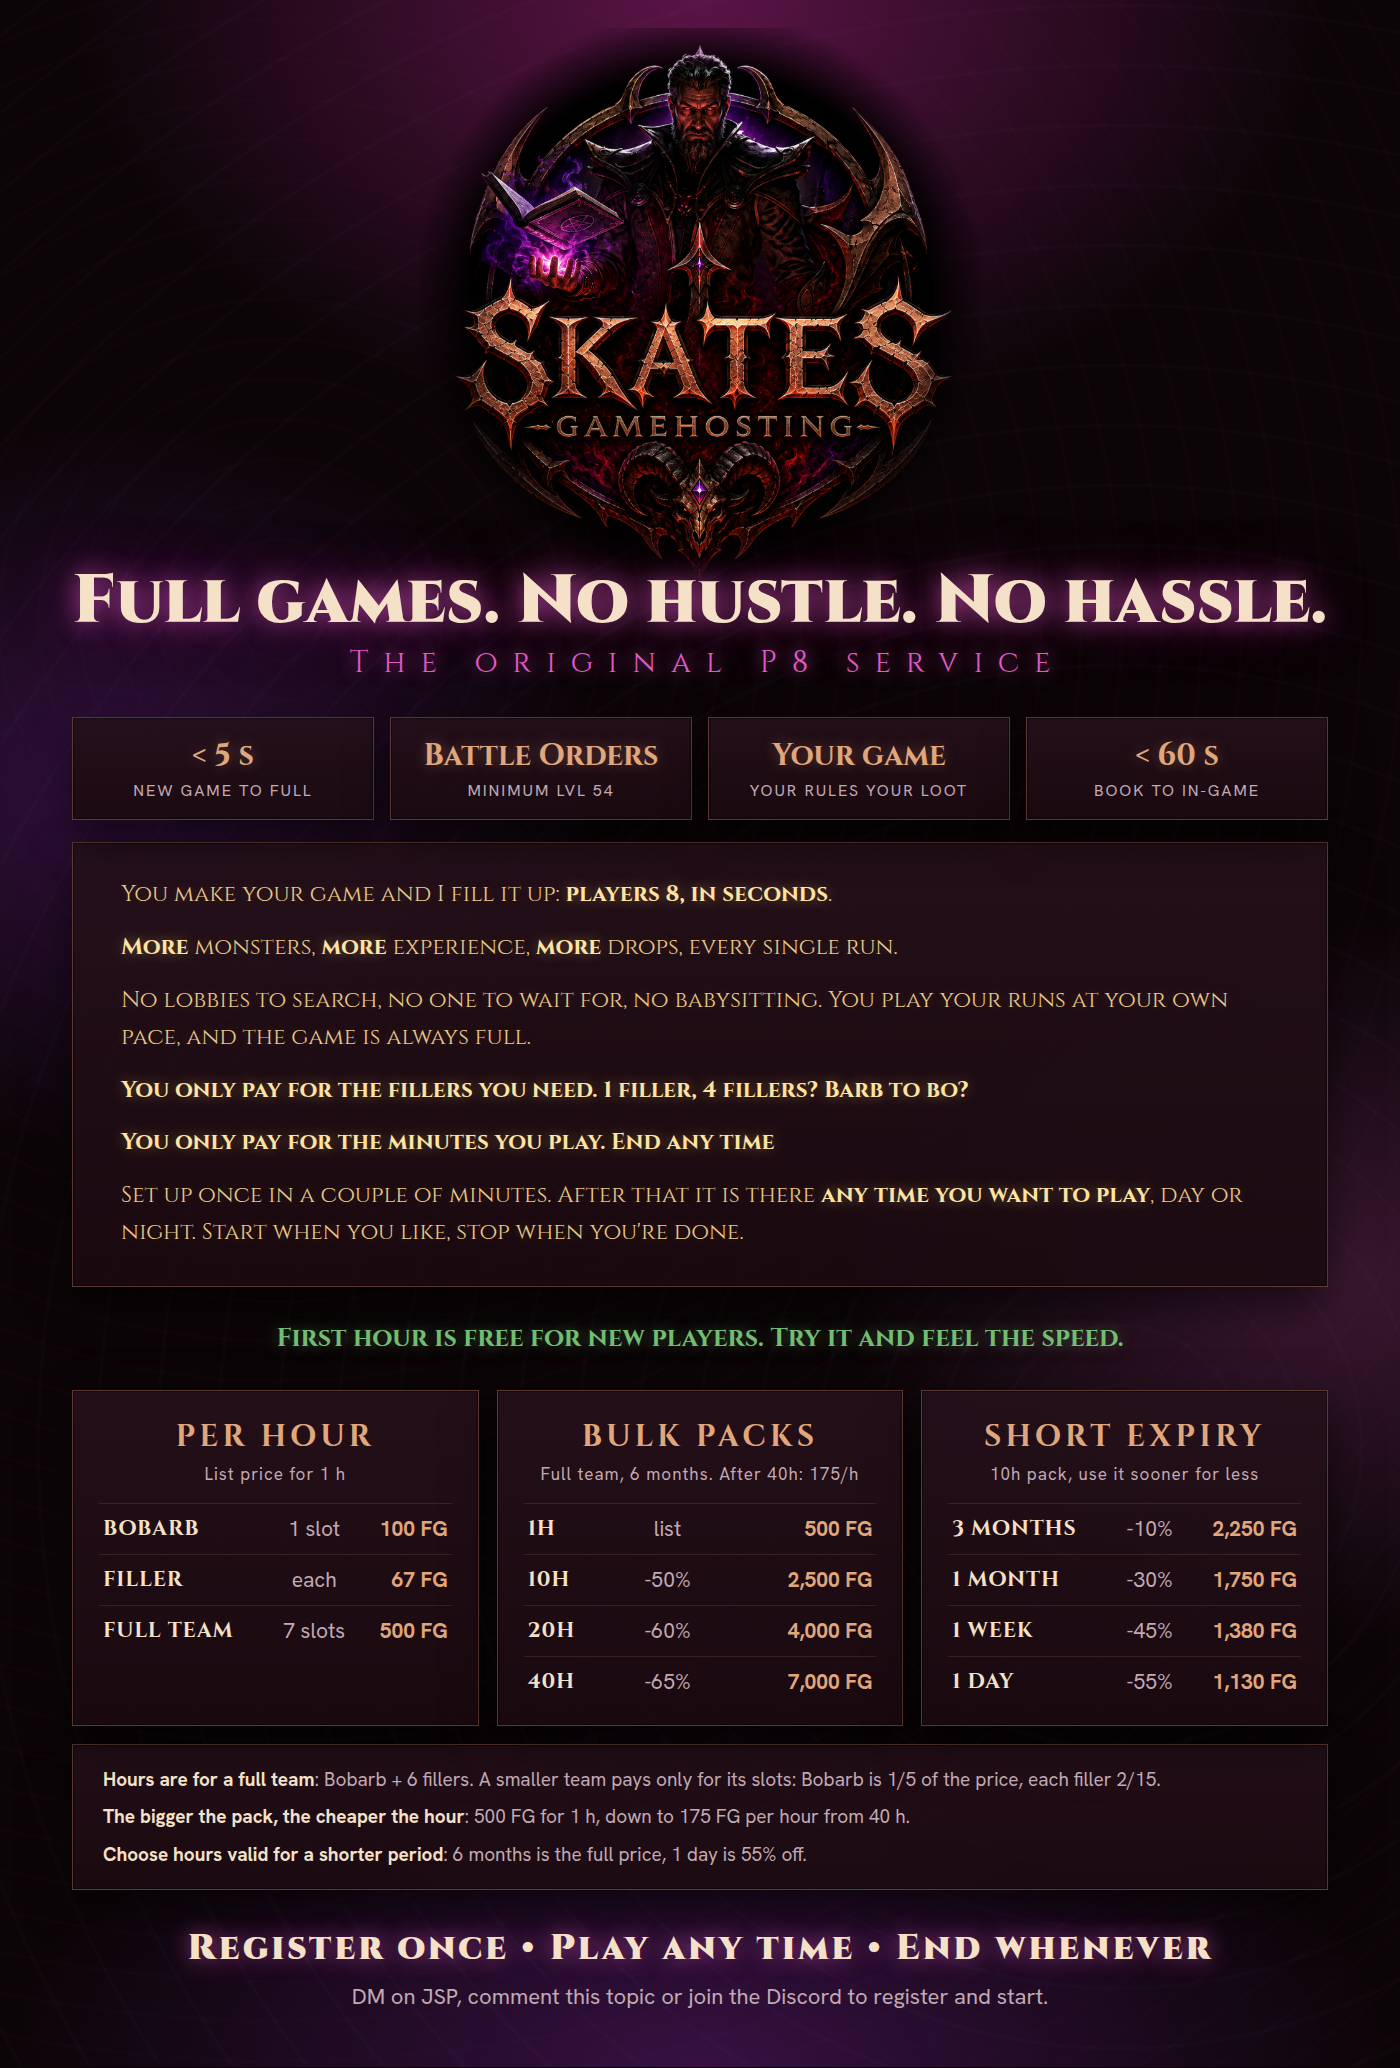 SKATES
GAMEHOSTING
Full games. No hustle. No hassle.
The original P8 service
< 5 s
NEW GAME TO FULL
Battle Orders
MINIMUM LVL 54
Your game
YOUR RULES YOUR LOOT
< 60 s
BOOK TO IN-GAME
You make your game and I fill it up: players 8, in seconds.
More monsters, more experience, more drops, every single run.
No lobbies to search, no one to wait for, no babysitting. You play your runs at your own
pace, and the game is always full.
You only pay for the fillers you need. 1 filler, 4 fillers? Barb to bo?
You only pay for the minutes you play. End any time
Set up once in a couple of minutes. After that it is there any time you want to play, day or
night. Start when you like, stop when you're done.
First hour is free for new players. Try it and feel the speed.
PER HOUR
List price for 1 h
BOBARB 1 slot 100 FG
FILLER each 67 FG
FULL TEAM 7 slots 500 FG
BULK PACKS
Full team, 6 months. After 40h: 175/h
1H list 500 FG
10H -50% 2,500 FG
20H -60% 4,000 FG
40H -65% 7,000 FG
SHORT EXPIRY
10h pack, use it sooner for less
3 MONTHS -10% 2,250 FG
1 MONTH -30% 1,750 FG
1 WEEK -45% 1,380 FG
1 DAY -55% 1,130 FG
Hours are for a full team: Bobarb + 6 fillers. A smaller team pays only for its slots: Bobarb is 1/5 of the price, each filler 2/15.
The bigger the pack, the cheaper the hour: 500 FG for 1 h, down to 175 FG per hour from 40 h.
Choose hours valid for a shorter period: 6 months is the full price, 1 day is 55% off.
Register once • Play any time • End whenever
DM on JSP, comment this topic or join the Discord to register and start.